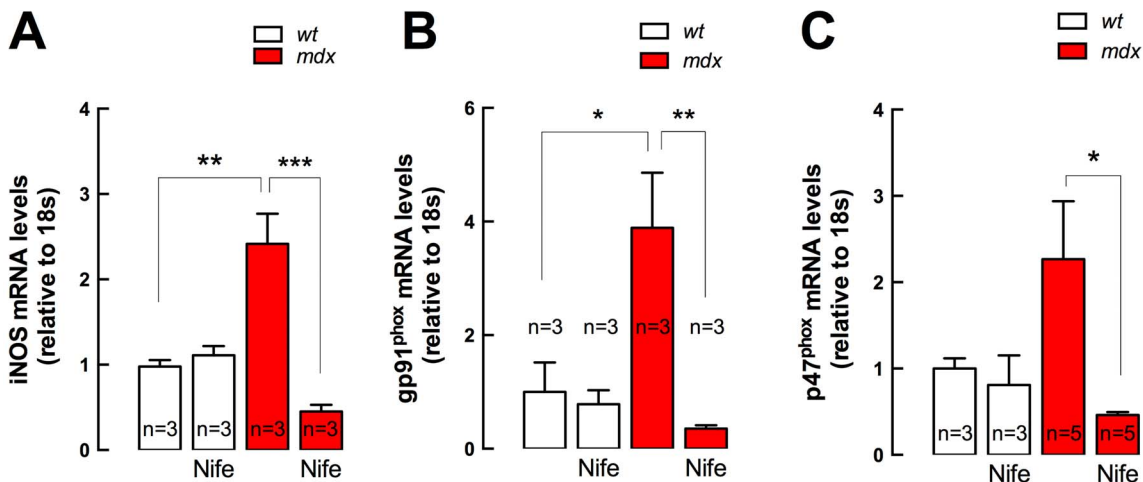 A
wt
mdx
iNOS mRNA levels
(relative to 18s)
4
3
2
1
0
**
***
n=3
n=3
n=3
n=3
Nife
Nife
B
wt
mdx
gp91phox mRNA levels
(relative to 18s)
6
4
2
0
*
**
n=3
n=3
n=3
n=3
Nife
Nife
C
wt
mdx
p47phox mRNA levels
(relative to 18s)
4
3
2
1
0
*
n=3
n=3
n=5
n=5
Nife
Nife